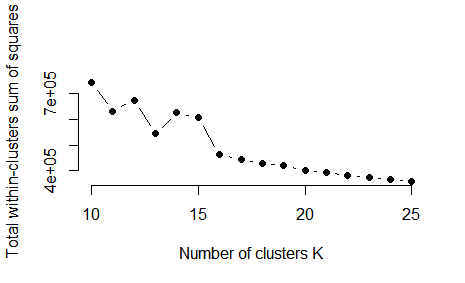 Total within-clusters sum of squares
7e+05
4e+05
10 15 20 25
Number of clusters K